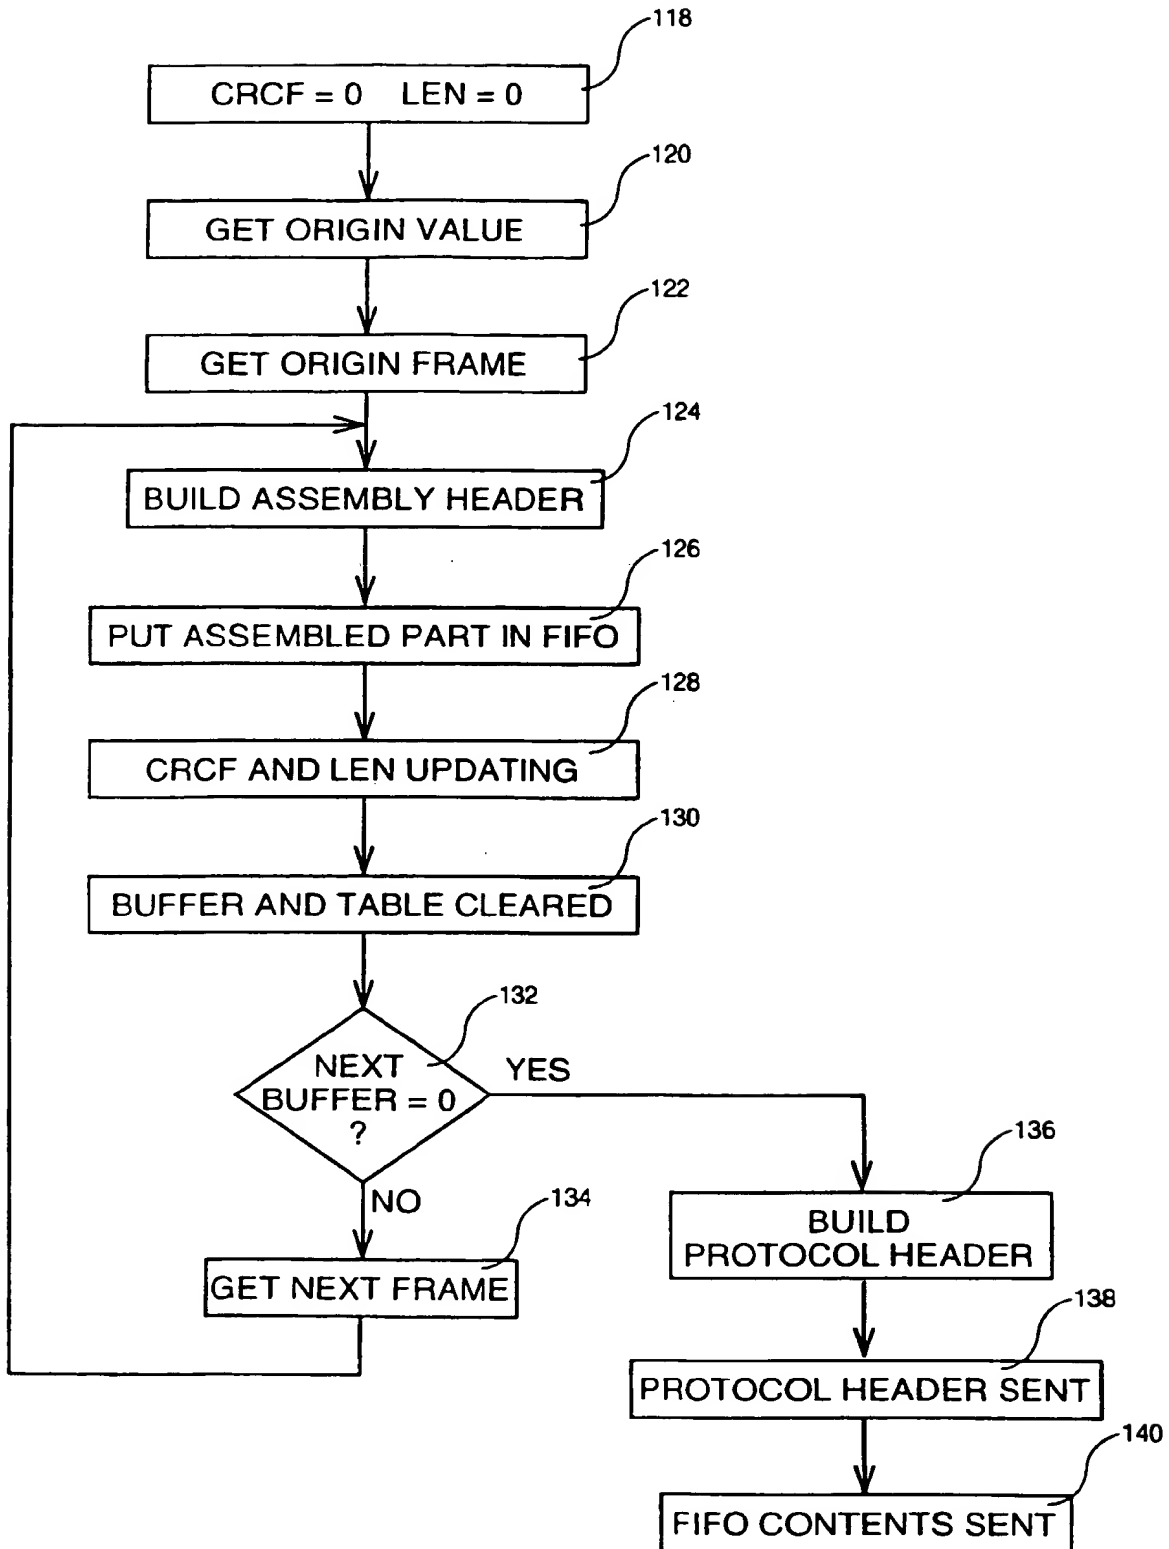 118
CRCF = 0 LEN = 0
120
GET ORIGIN VALUE
122
GET ORIGIN FRAME
124
BUILD ASSEMBLY HEADER
126
PUT ASSEMBLED PART IN FIFO
128
CRCF AND LEN UPDATING
130
BUFFER AND TABLE CLEARED
132
NEXT
BUFFER = 0
?
YES
NO
134
GET NEXT FRAME
136
BUILD
PROTOCOL HEADER
138
PROTOCOL HEADER SENT
140
FIFO CONTENTS SENT